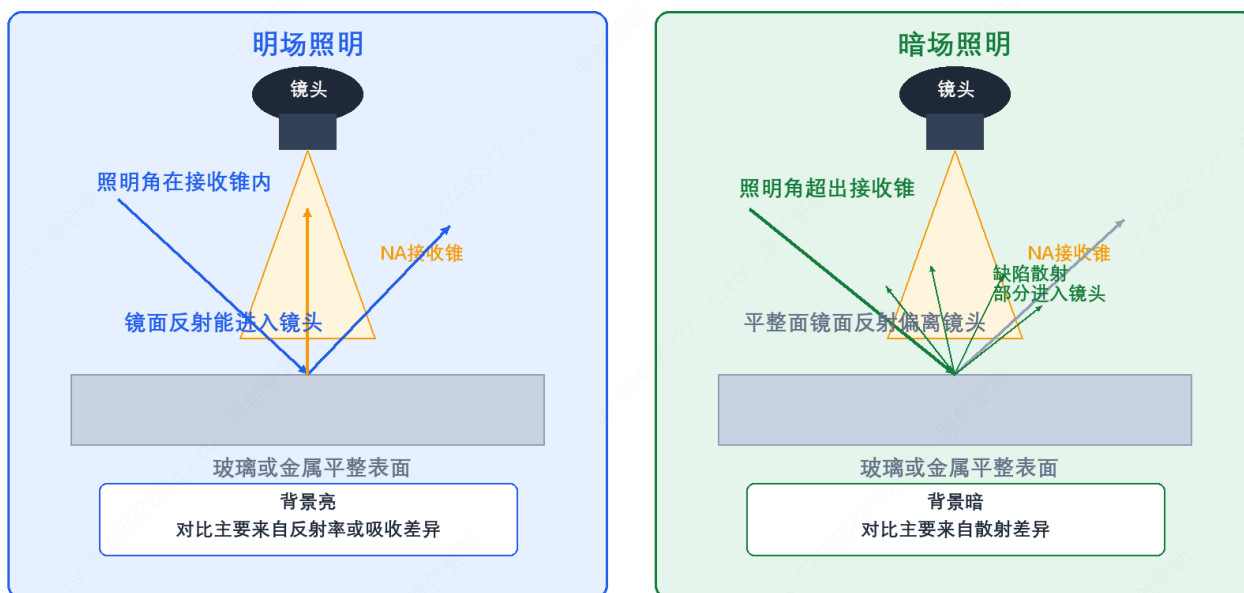 明场照明
镜头
照明角在接收锥内
NA接收锥
镜面反射能进入镜头
玻璃或金属平整表面
背景亮
对比主要来自反射率或吸收差异
暗场照明
镜头
照明角超出接收锥
NA接收锥
缺陷散射
部分进入镜头
平整面镜面反射偏离镜头
玻璃或金属平整表面
背景暗
对比主要来自散射差异